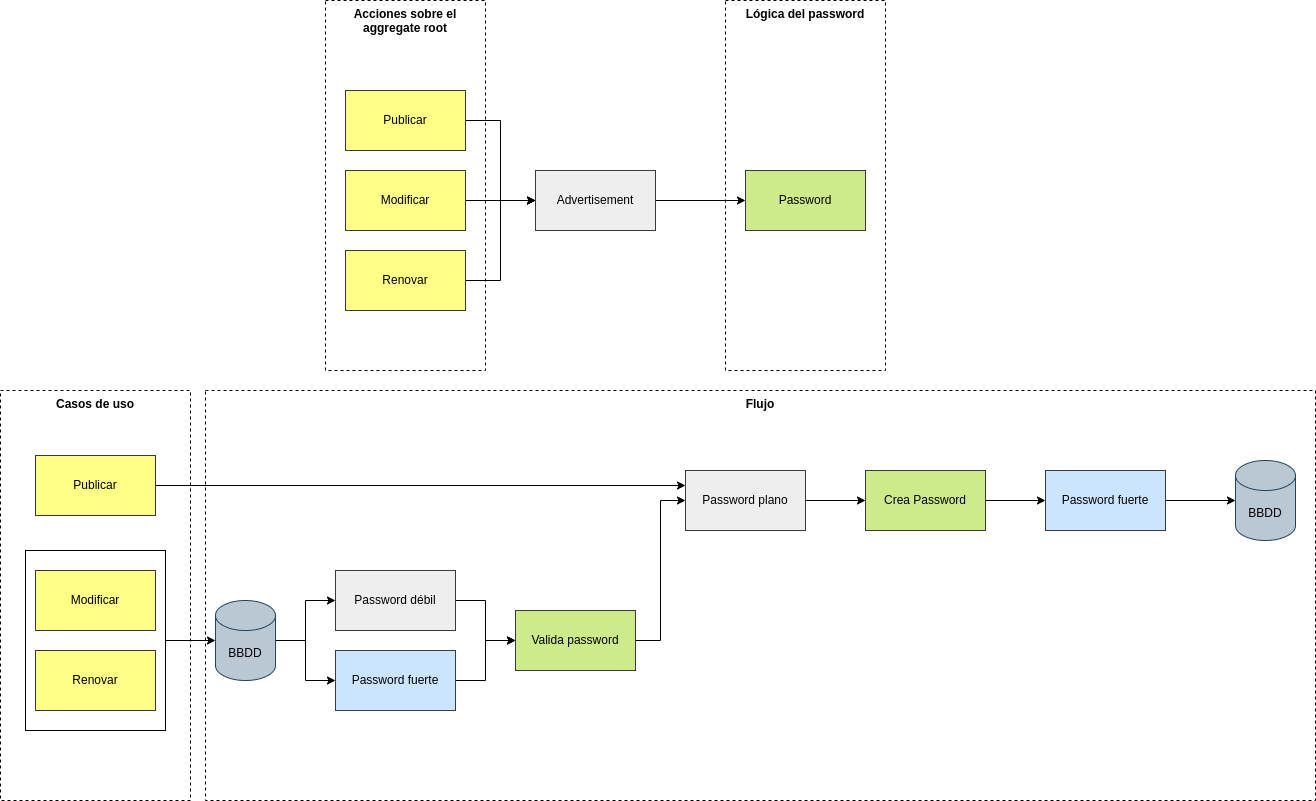 Acciones sobre el
aggregate root
Lógica del password
Publicar
Modificar
Advertisement
Password
Renovar
Casos de uso
Flujo
Publicar
Password plano
Crea Password
Password fuerte
BBDD
Modificar
Password débil
BBDD
Valida password
Renovar
Password fuerte